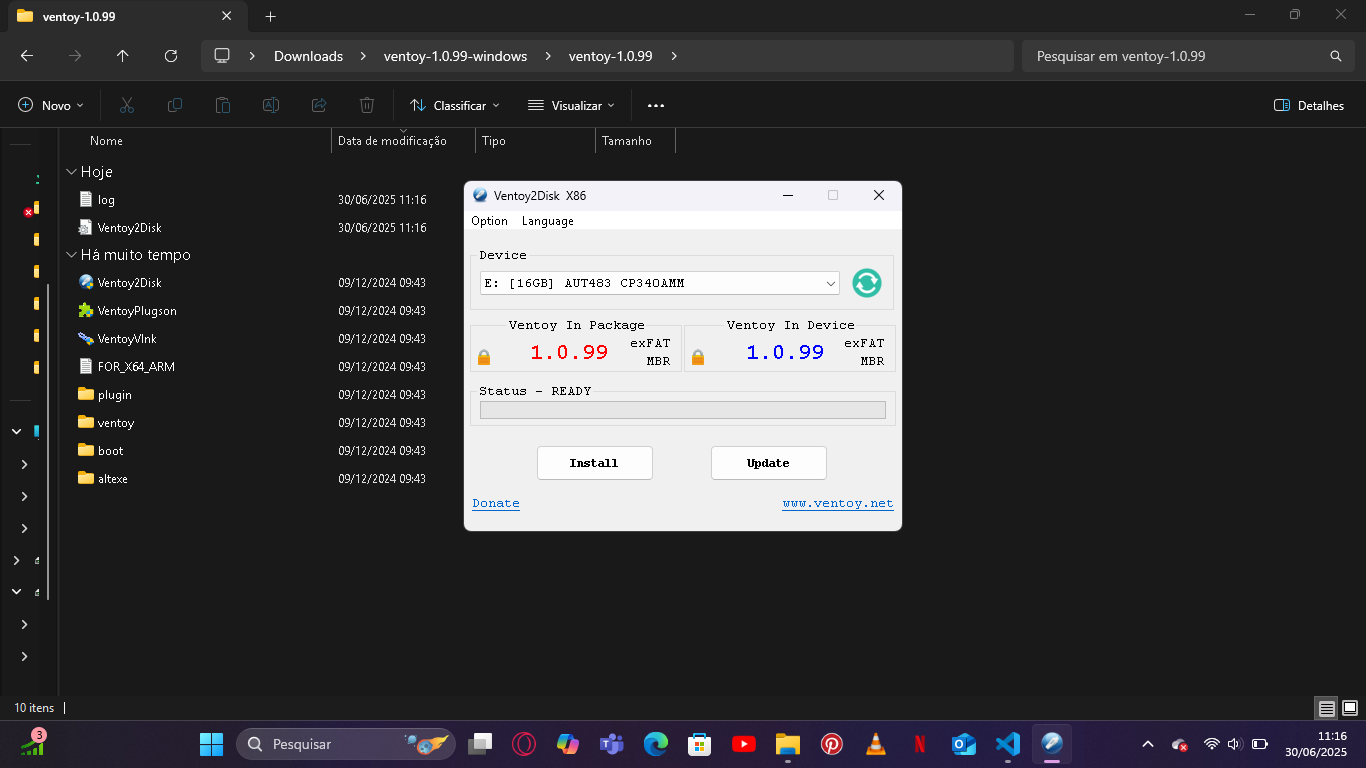 ventoy-1.0.99
Downloads
ventoy-1.0.99-windows
ventoy-1.0.99
Pesquisar em ventoy-1.0.99
Novo
Classificar
Visualizar
Detalhes
Nome
Data de modificação
Tipo
Tamanho
Hoje
log 30/06/2025 11:16
Ventoy2Disk 30/06/2025 11:16
Há muito tempo
Ventoy2Disk 09/12/2024 09:43
VentoyPlugson 09/12/2024 09:43
VentoyVlnk 09/12/2024 09:43
FOR_X64_ARM 09/12/2024 09:43
plugin 09/12/2024 09:43
ventoy 09/12/2024 09:43
boot 09/12/2024 09:43
altexe 09/12/2024 09:43
Ventoy2Disk X86
Option Language
Device
E: [16GB] AUT483 CP340AMM
Ventoy In Package
1.0.99
exFAT
MBR
Ventoy In Device
1.0.99
exFAT
MBR
Status - READY
Install
Update
Donate
www.ventoy.net
10 itens
3
Pesquisar
11:16
30/06/2025